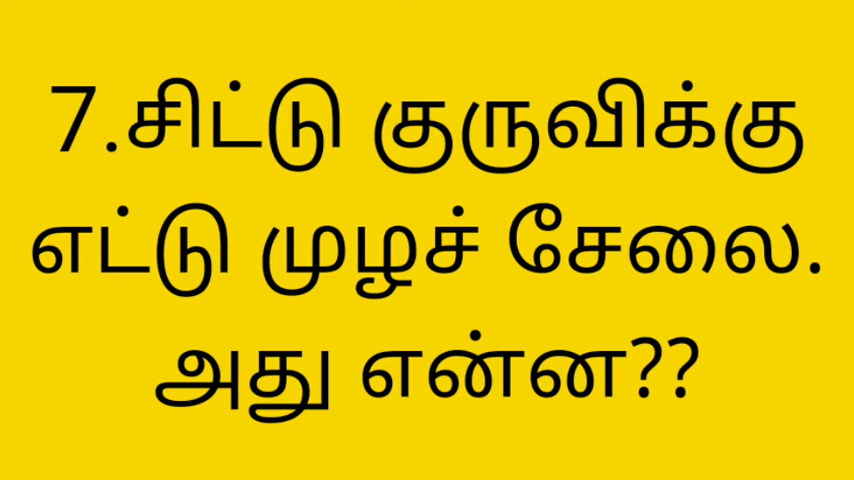 7.சிட்டு குருவிக்கு
எட்டு முழச் சேலை.
அது என்ன??